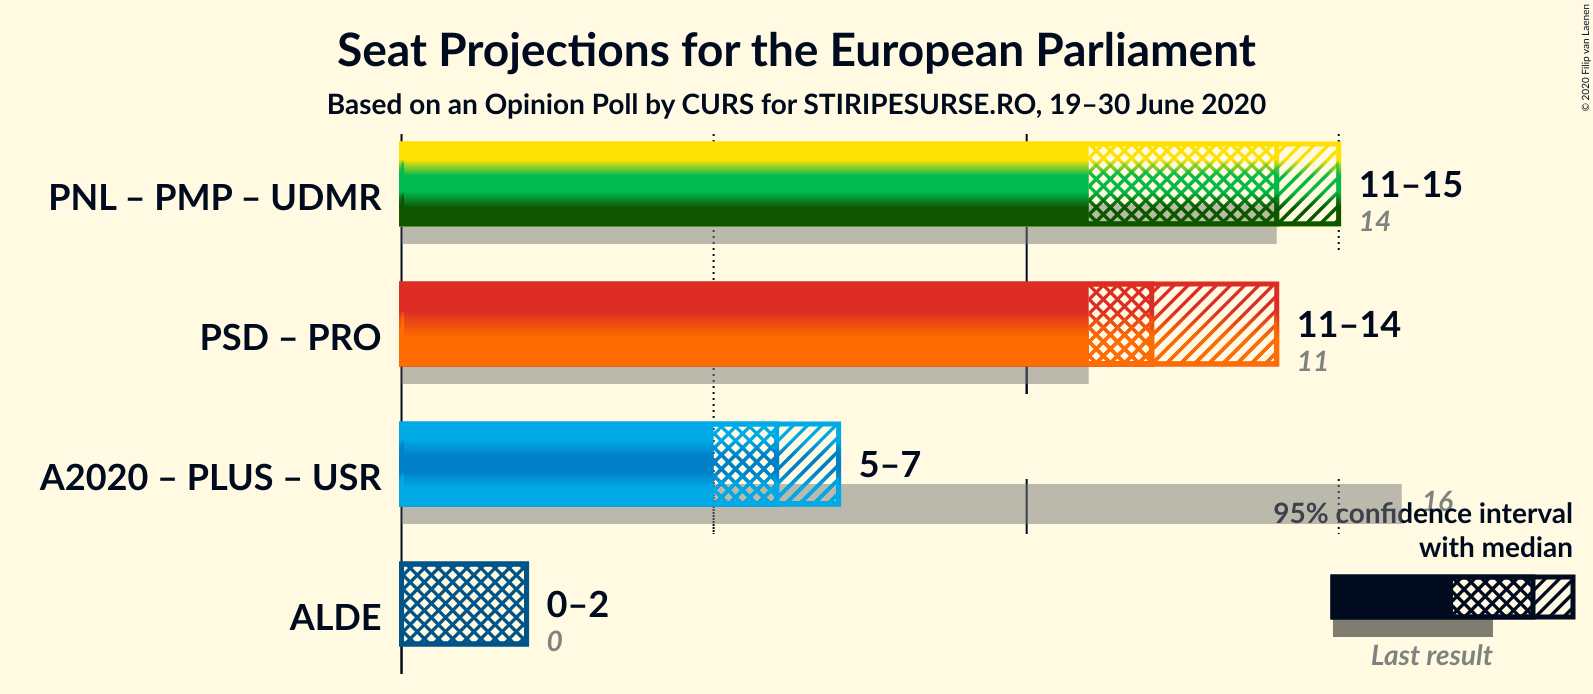 Seat Projections for the European Parliament
Based on an Opinion Poll by CURS for STIRIPESURSE.RO, 19–30 June 2020
© 2020 Filip van Laenen
PNL – PMP – UDMR
11–15
14
PSD – PRO
11–14
11
A2020 – PLUS – USR
5–7
16
ALDE
0–2
0
95% confidence interval
with median
Last result